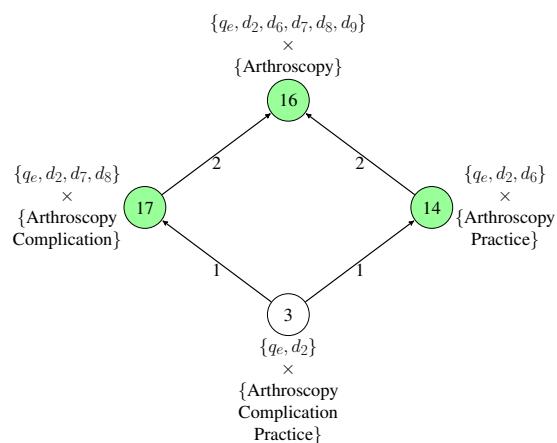 {q_e, d_2, d_6, d_7, d_8, d_9}
×
{Arthroscopy}
16
2
2
{q_e, d_2, d_7, d_8}
×
{Arthroscopy
Complication}
17
{q_e, d_2, d_6}
×
{Arthroscopy
Practice}
14
1
1
3
{q_e, d_2}
×
{Arthroscopy
Complication
Practice}